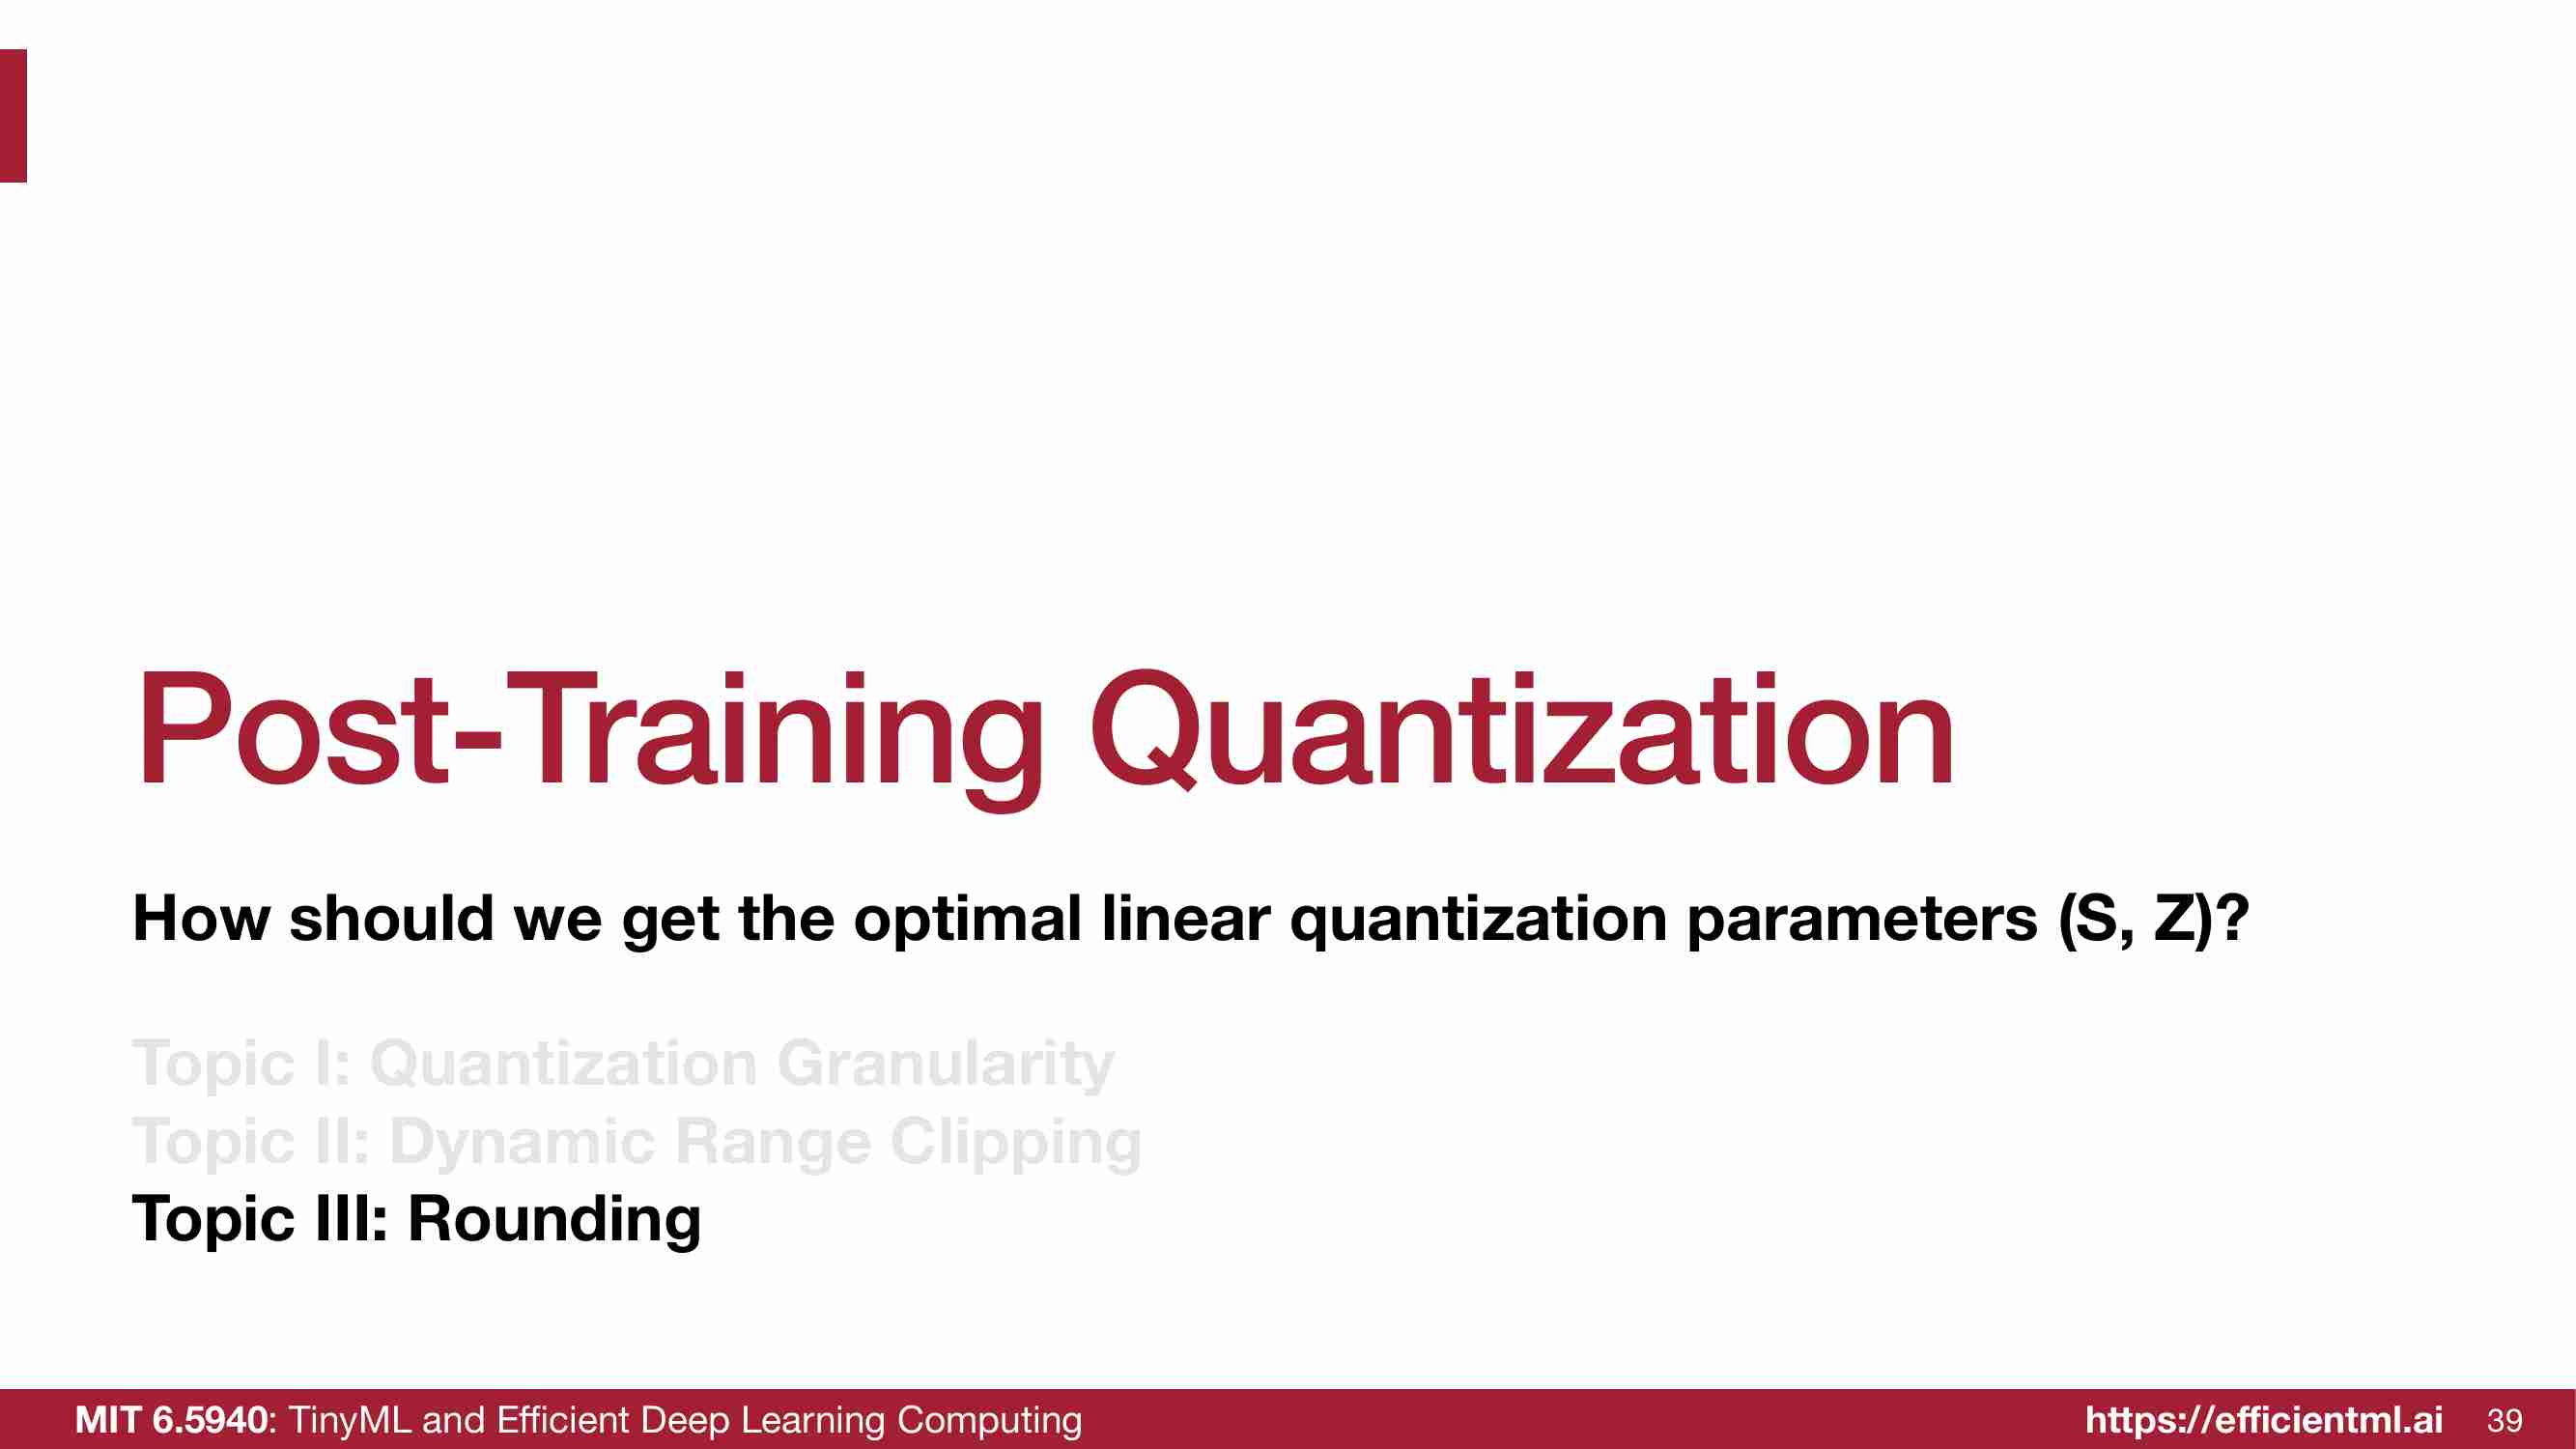 Post-Training Quantization
How should we get the optimal linear quantization parameters (S, Z)?
Topic I: Quantization Granularity
Topic II: Dynamic Range Clipping
Topic III: Rounding
MIT 6.5940: TinyML and Efficient Deep Learning Computing
https://efficientml.ai 39